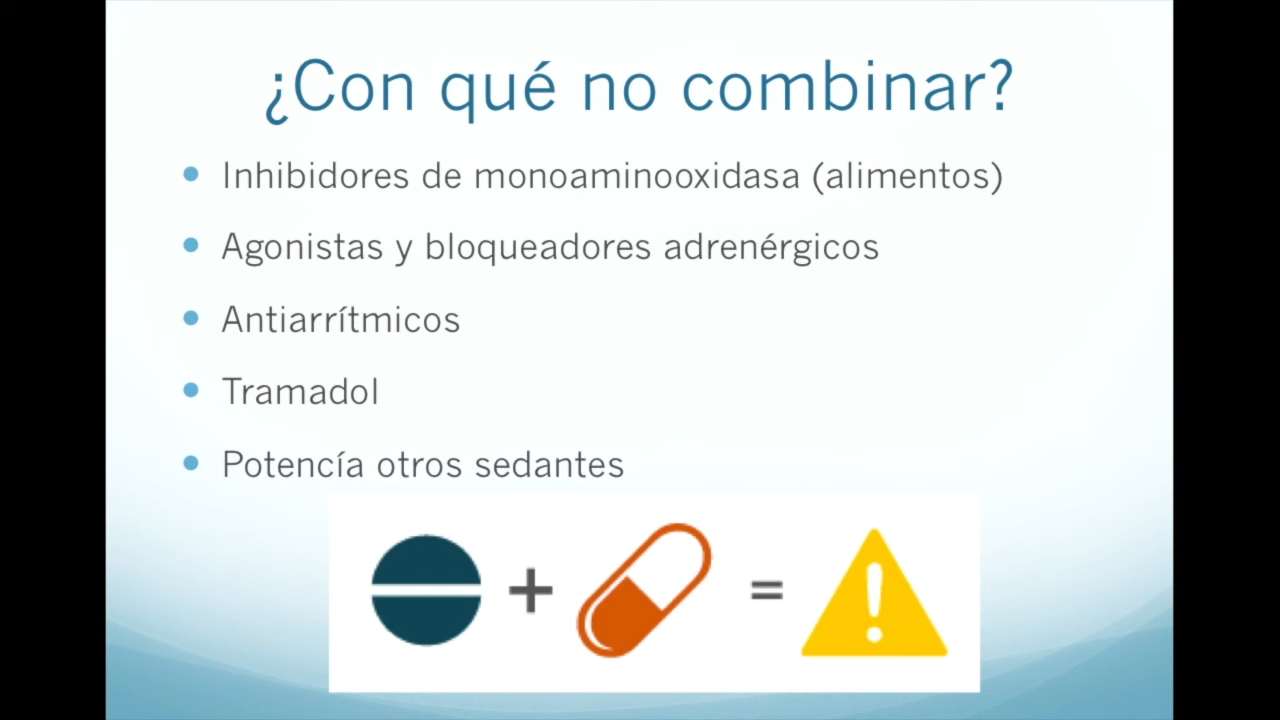 ¿Con qué no combinar?
Inhibidores de monoaminooxidasa (alimentos)
Agonistas y bloqueadores adrenérgicos
Antiarrítmicos
Tramadol
Potencía otros sedantes